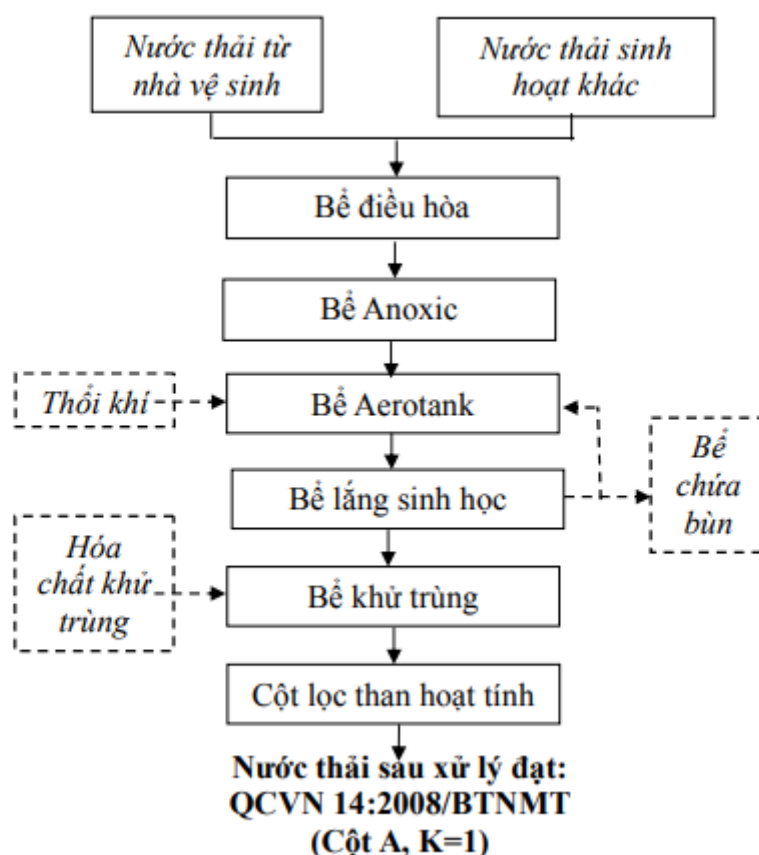 Nước thải từ
nhà vệ sinh
Nước thải sinh
hoạt khác
Bể điều hòa
Bể Anoxic
Thổi khí
Bể Aerotank
Bể lắng sinh học
Bể
chứa
bùn
Hóa
chất khử
trùng
Bể khử trùng
Cột lọc than hoạt tính
Nước thải sau xử lý đạt:
QCVN 14:2008/BTNMT
(Cột A, K=1)